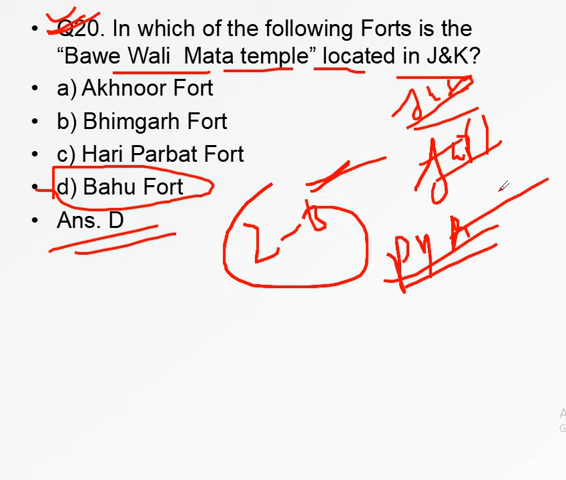 • Q20. In which of the following Forts is the
“Bawe Wali Mata temple” located in J&K?
• a) Akhnoor Fort
• b) Bhimgarh Fort
• c) Hari Parbat Fort
• d) Bahu Fort
• Ans. D